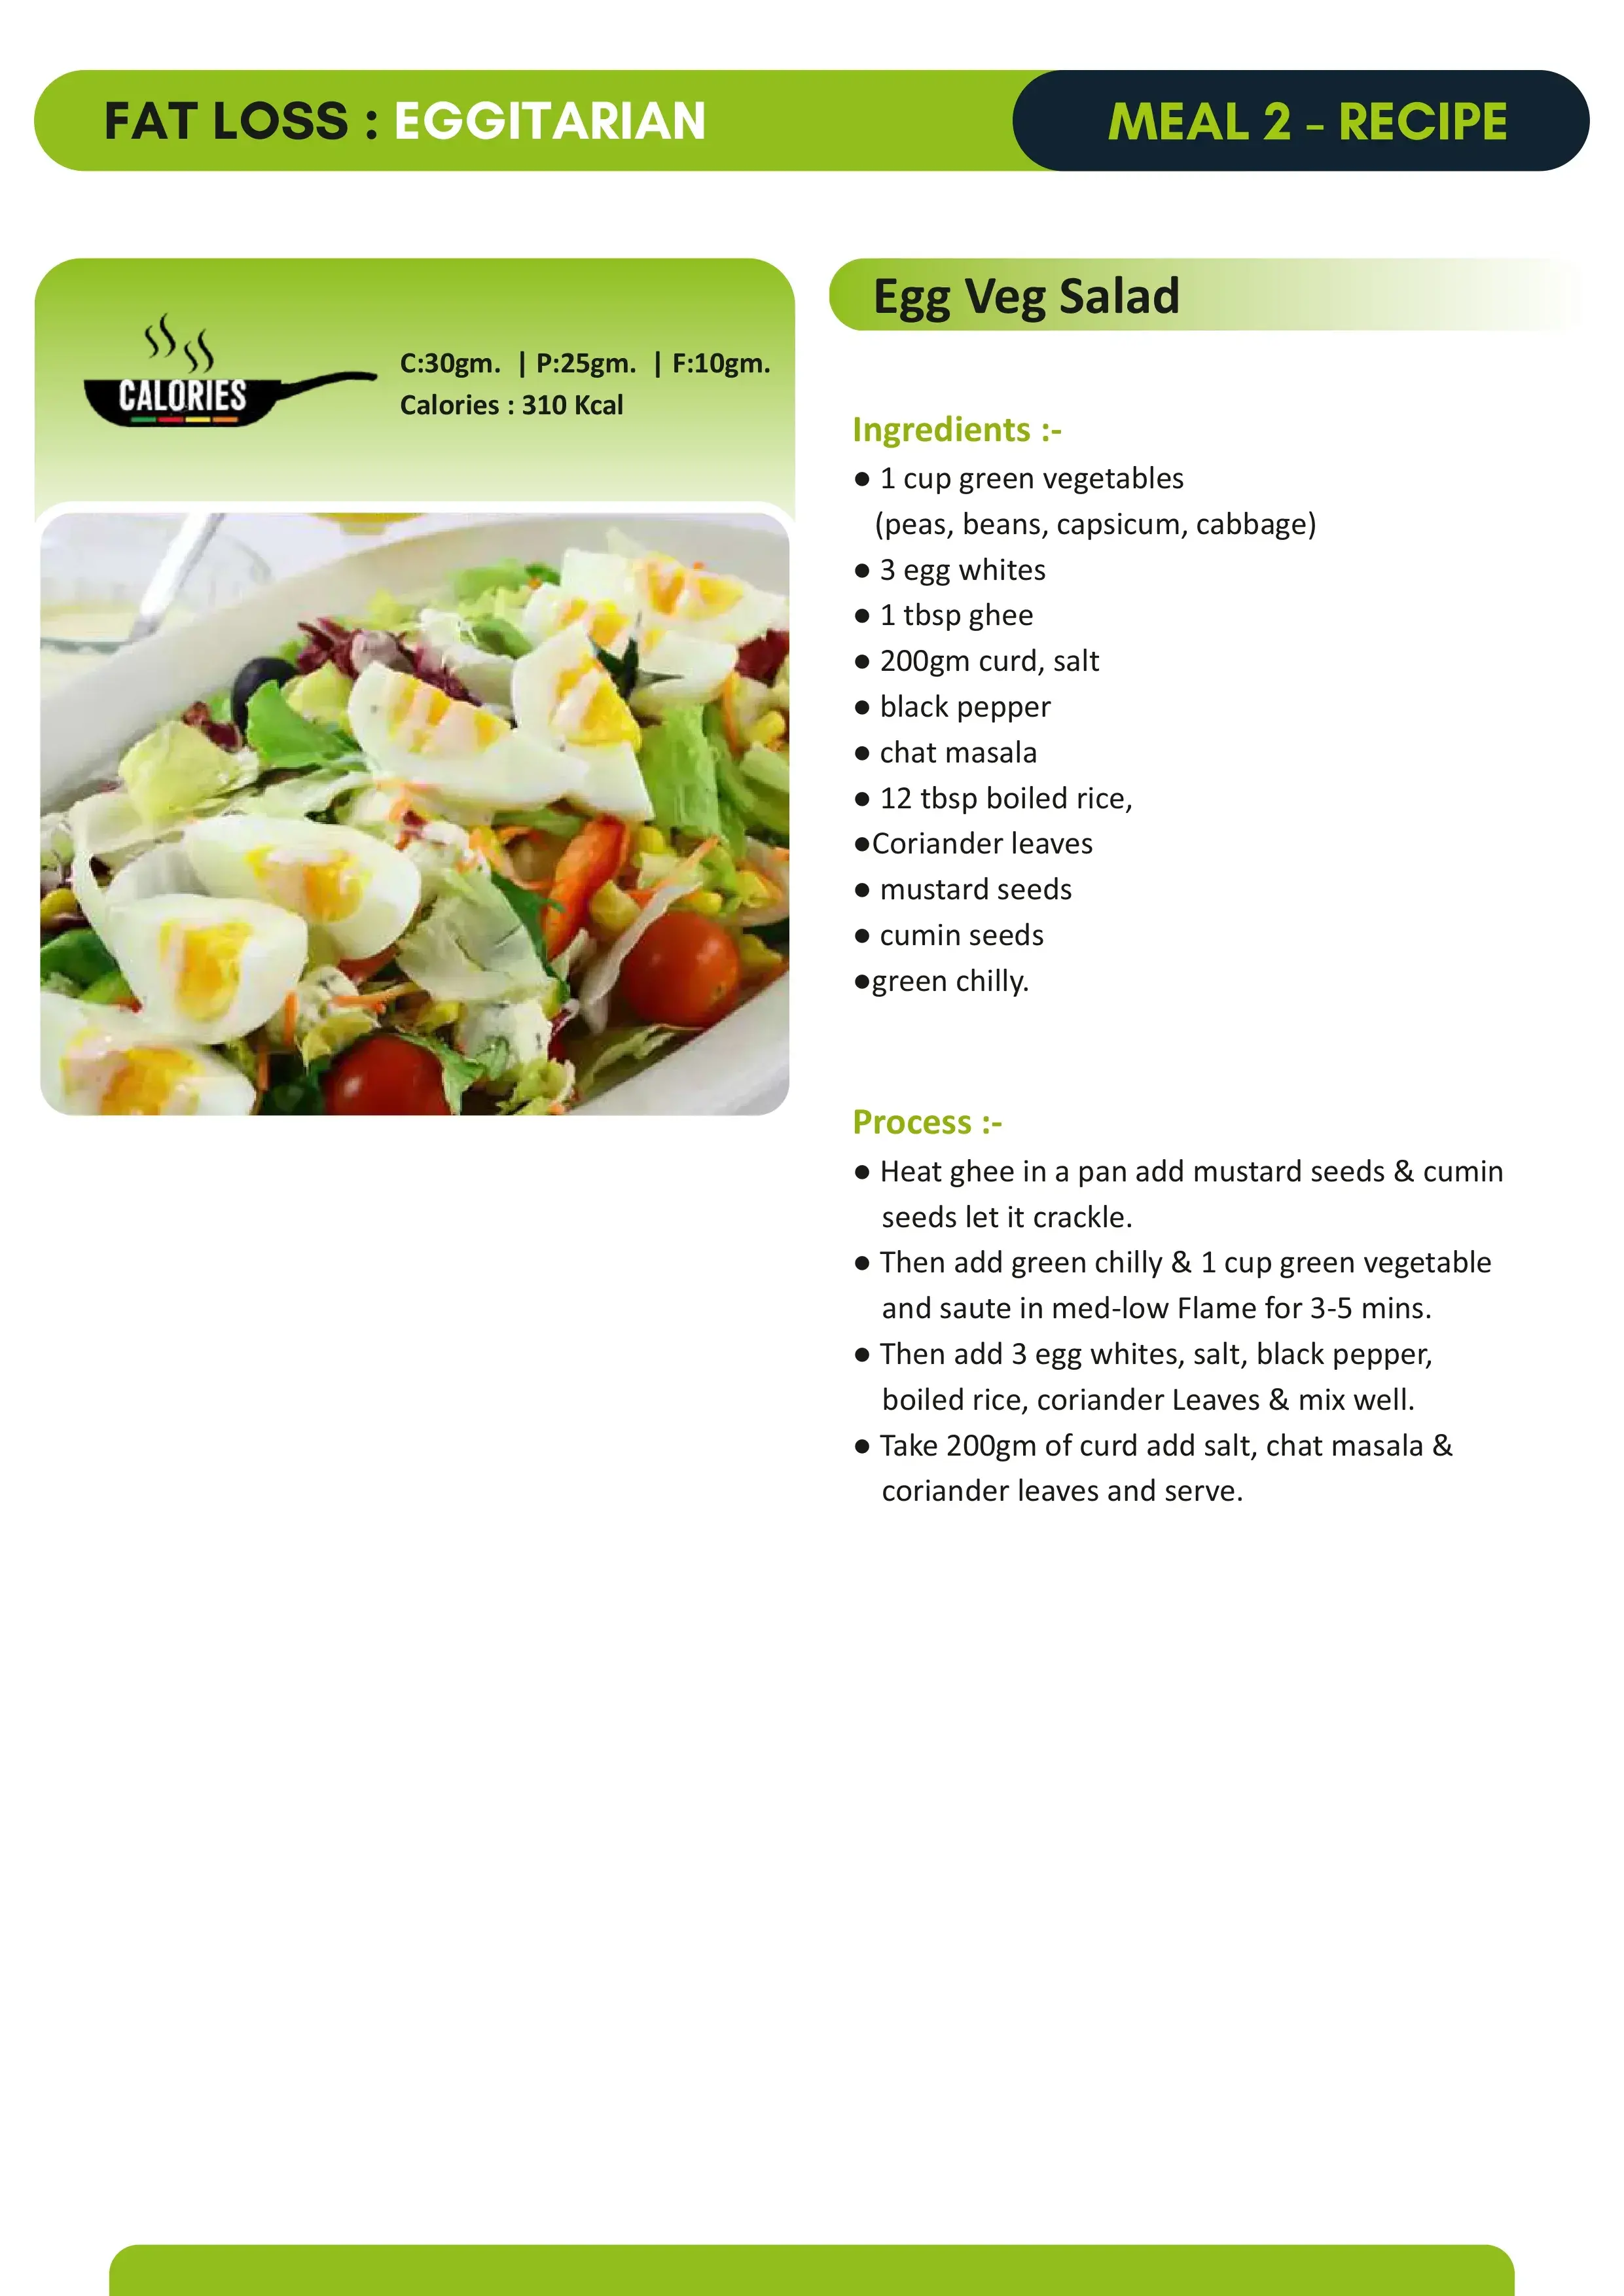 FAT LOSS : EGGITARIAN
MEAL 2 - RECIPE
CALORIES
C:30gm. | P:25gm. | F:10gm.
Calories : 310 Kcal
Egg Veg Salad
Ingredients :-
● 1 cup green vegetables
(peas, beans, capsicum, cabbage)
● 3 egg whites
● 1 tbsp ghee
● 200gm curd, salt
● black pepper
● chat masala
● 12 tbsp boiled rice,
●Coriander leaves
● mustard seeds
● cumin seeds
●green chilly.
Process :-
● Heat ghee in a pan add mustard seeds & cumin
seeds let it crackle.
● Then add green chilly & 1 cup green vegetable
and saute in med-low Flame for 3-5 mins.
● Then add 3 egg whites, salt, black pepper,
boiled rice, coriander Leaves & mix well.
● Take 200gm of curd add salt, chat masala &
coriander leaves and serve.